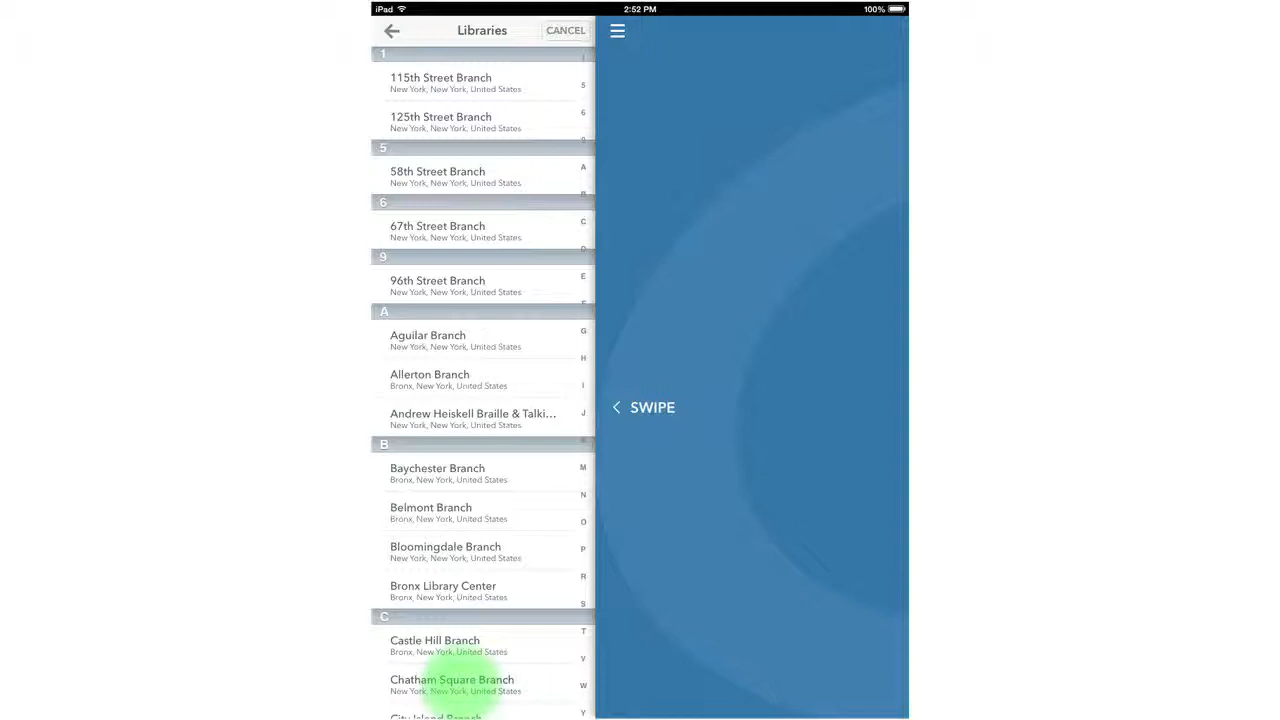 iPad 2:52 PM 100%
Libraries CANCEL
1
115th Street Branch
New York, New York, United States
125th Street Branch
New York, New York, United States
5
58th Street Branch
New York, New York, United States
6
67th Street Branch
New York, New York, United States
9
96th Street Branch
New York, New York, United States
A
Aguilar Branch
New York, New York, United States
Allerton Branch
Bronx, New York, United States
Andrew Heiskell Braille & Talki...
New York, New York, United States
B
Baychester Branch
Bronx, New York, United States
Belmont Branch
Bronx, New York, United States
Bloomingdale Branch
New York, New York, United States
Bronx Library Center
Bronx, New York, United States
C
Castle Hill Branch
Bronx, New York, United States
Chatham Square Branch
New York, New York, United States
City Island Branch
5
6
9
A
B
C
D
E
F
G
H
I
J
M
N
O
P
R
S
T
V
W
Y
SWIPE